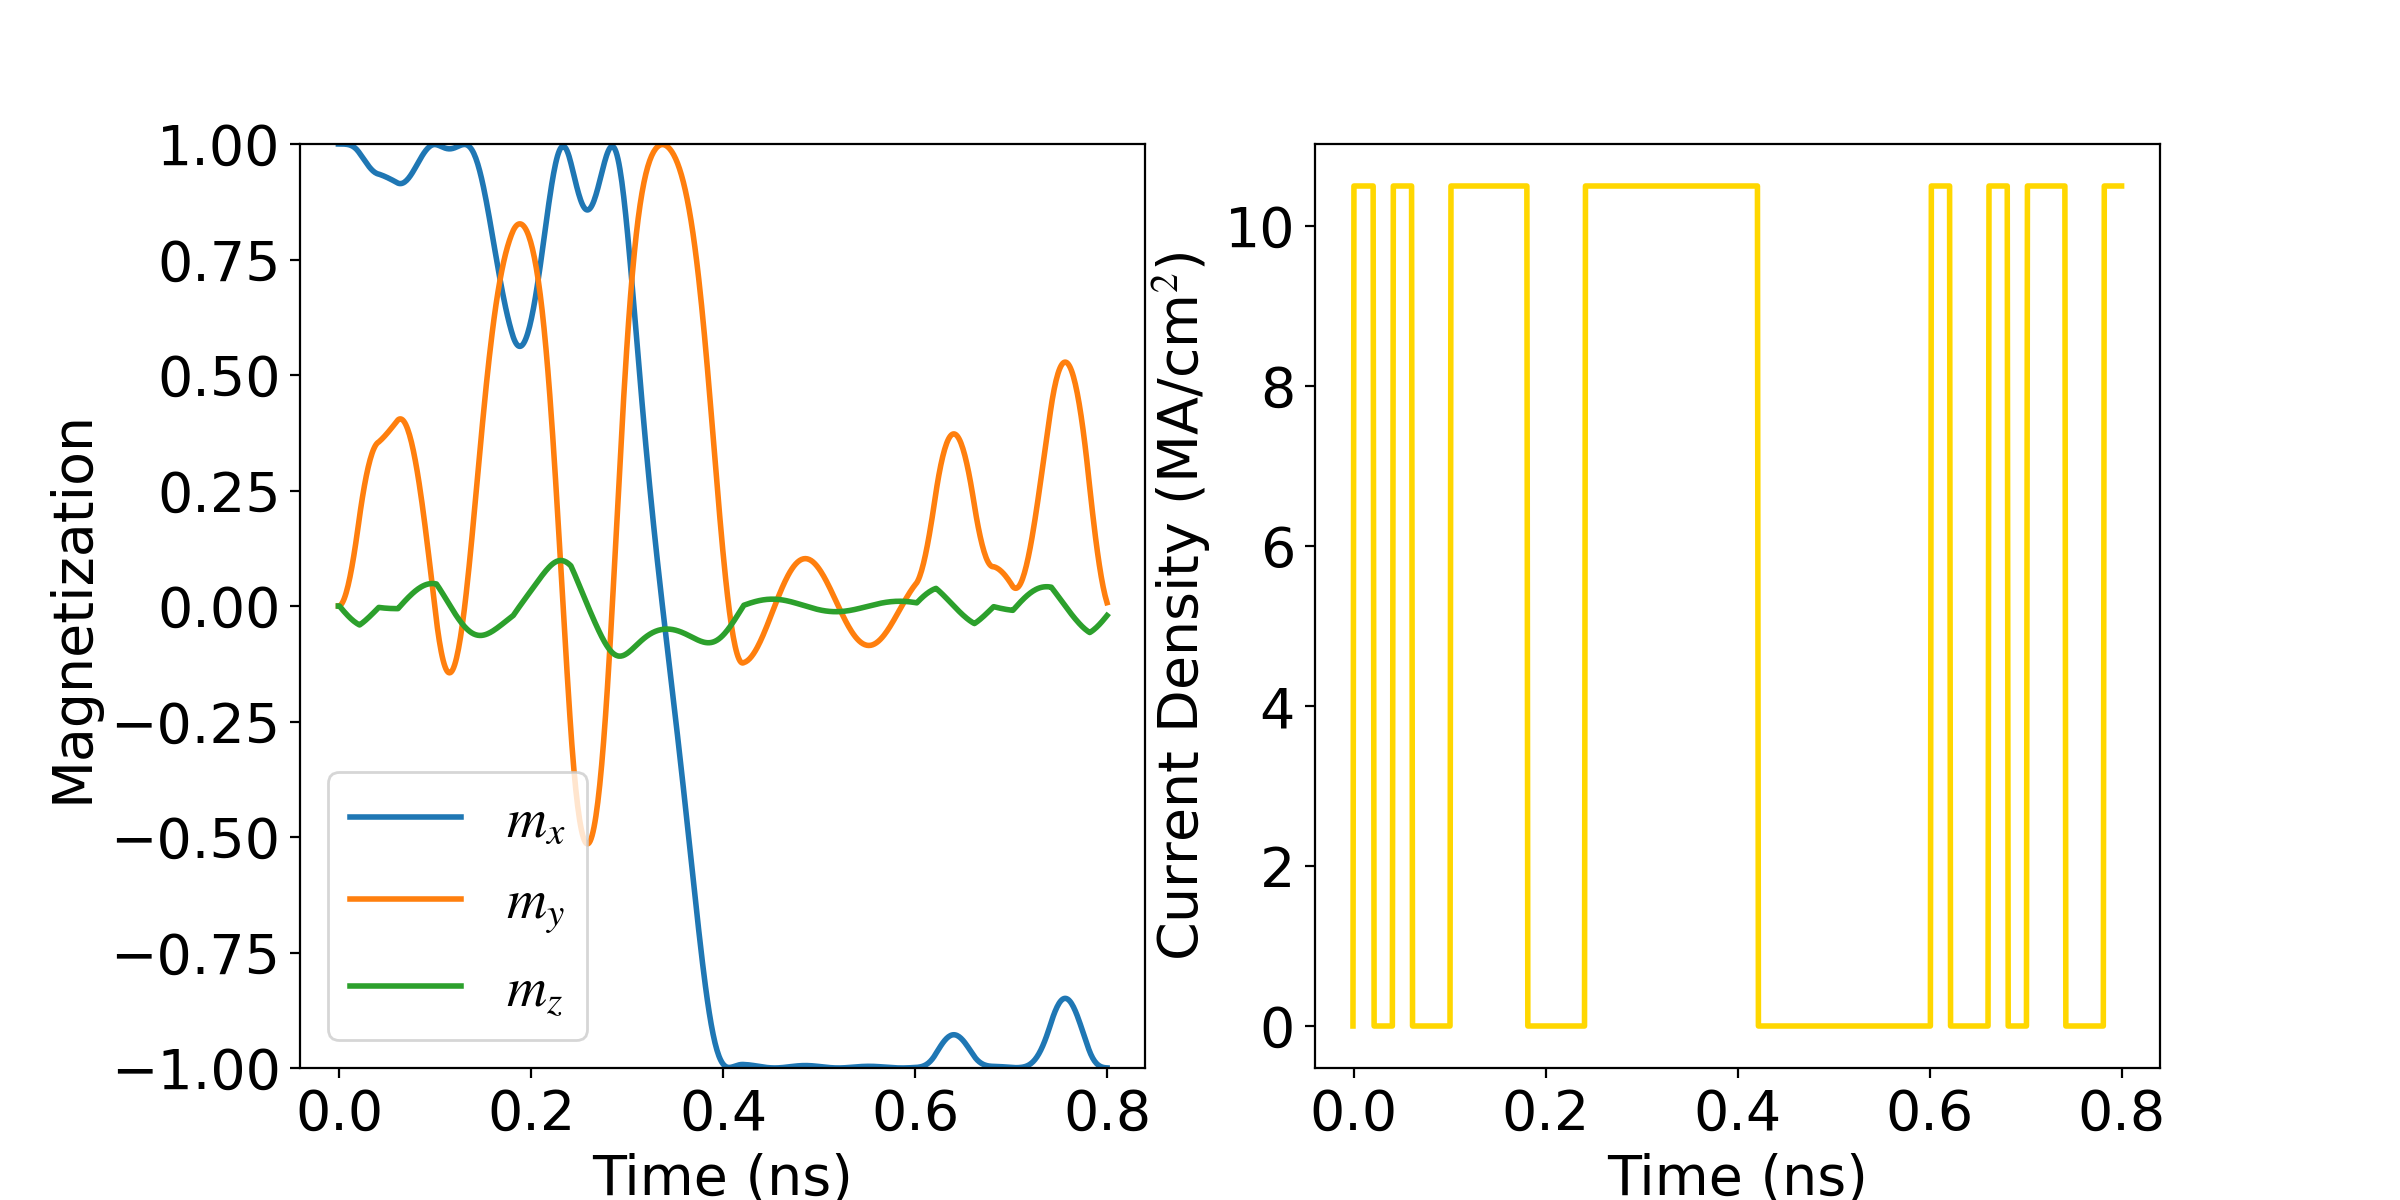 Magnetization
1.00
0.75
0.50
0.25
0.00
−0.25
−0.50
−0.75
−1.00
m_x
m_y
m_z
0.0 0.2 0.4 0.6 0.8
Time (ns)
Current Density (MA/cm²)
10
8
6
4
2
0
0.0 0.2 0.4 0.6 0.8
Time (ns)